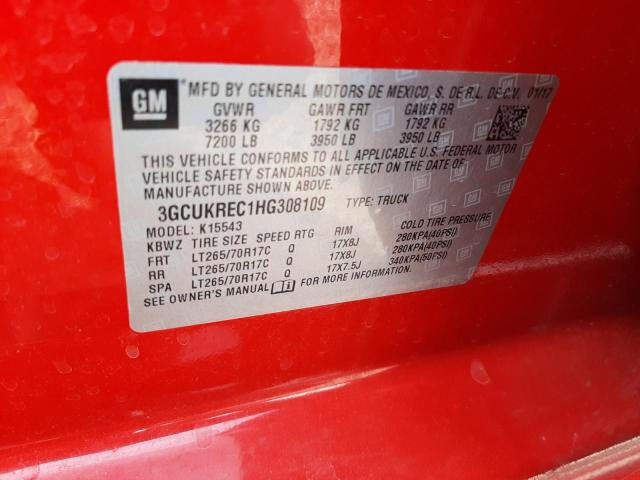 GM
*MFD BY GENERAL MOTORS DE MEXICO, S. DE R.L. DE C.V. 01/17
GVWR GAWR FRT GAWR RR
3266 KG 1792 KG 1792 KG
7200 LB 3950 LB 3950 LB
THIS VEHICLE CONFORMS TO ALL APPLICABLE U.S. FEDERAL MOTOR
VEHICLE SAFETY STANDARDS IN EFFECT ON THE DATE OF
MANUFACTURE SHOWN ABOVE.
3GCUKREC1HG308109 TYPE: TRUCK
MODEL: K15543
KBWZ TIRE SIZE SPEED RTG RIM COLD TIRE PRESSURE
FRT LT265/70R17C Q 17X8J 280KPA(40PSI)
RR LT265/70R17C Q 17X8J 280KPA(40PSI)
SPA LT265/70R17C Q 17X7.5J 340KPA(50PSI)
SEE OWNER'S MANUAL FOR MORE INFORMATION.